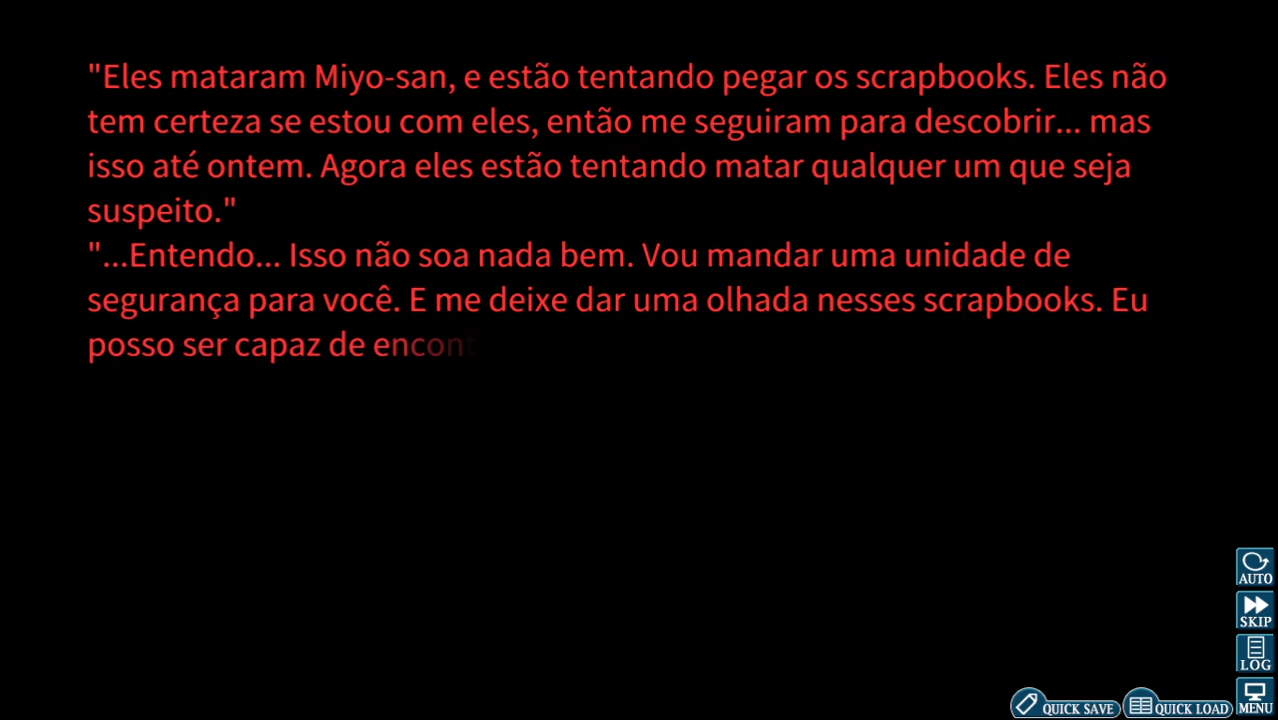 "Eles mataram Miyo-san, e estão tentando pegar os scrapbooks. Eles não
tem certeza se estou com eles, então me seguiram para descobrir... mas
isso até ontem. Agora eles estão tentando matar qualquer um que seja
suspeito."
"...Entendo... Isso não soa nada bem. Vou mandar uma unidade de
segurança para você. E me deixe dar uma olhada nesses scrapbooks. Eu
posso ser capaz de encont
AUTO
SKIP
LOG
QUICK SAVE
QUICK LOAD
MENU